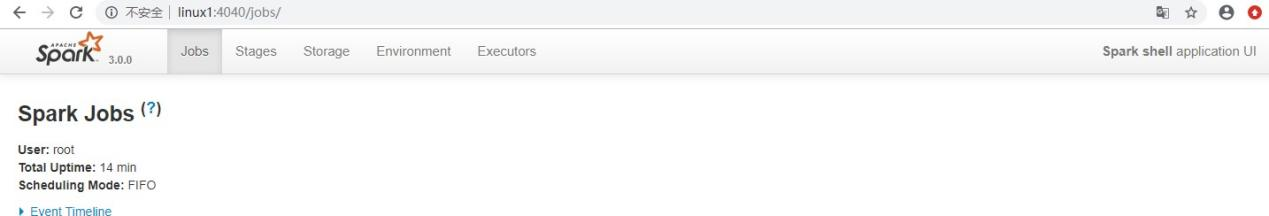 不安全 | linux1:4040/jobs/
APACHE Spark 3.0.0 Jobs Stages Storage Environment Executors Spark shell application UI
Spark Jobs (?)
User: root
Total Uptime: 14 min
Scheduling Mode: FIFO
Event Timeline